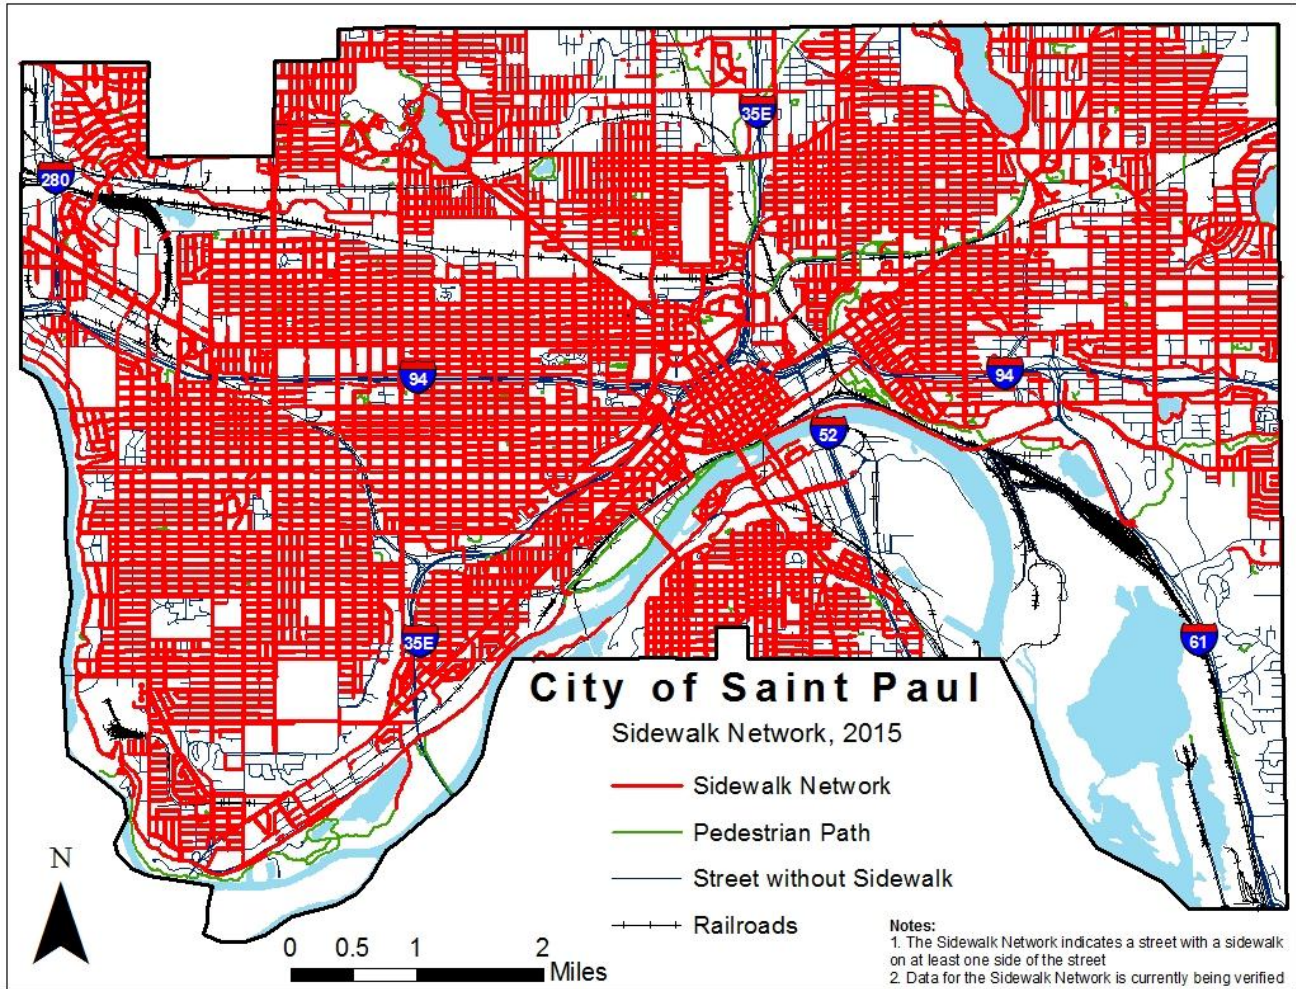 35E
280
94
94
52
35E
61
City of Saint Paul
Sidewalk Network, 2015
Sidewalk Network
Pedestrian Path
Street without Sidewalk
Railroads
N
0 0.5 1 2
Miles
Notes:
1. The Sidewalk Network indicates a street with a sidewalk
on at least one side of the street
2. Data for the Sidewalk Network is currently being verified